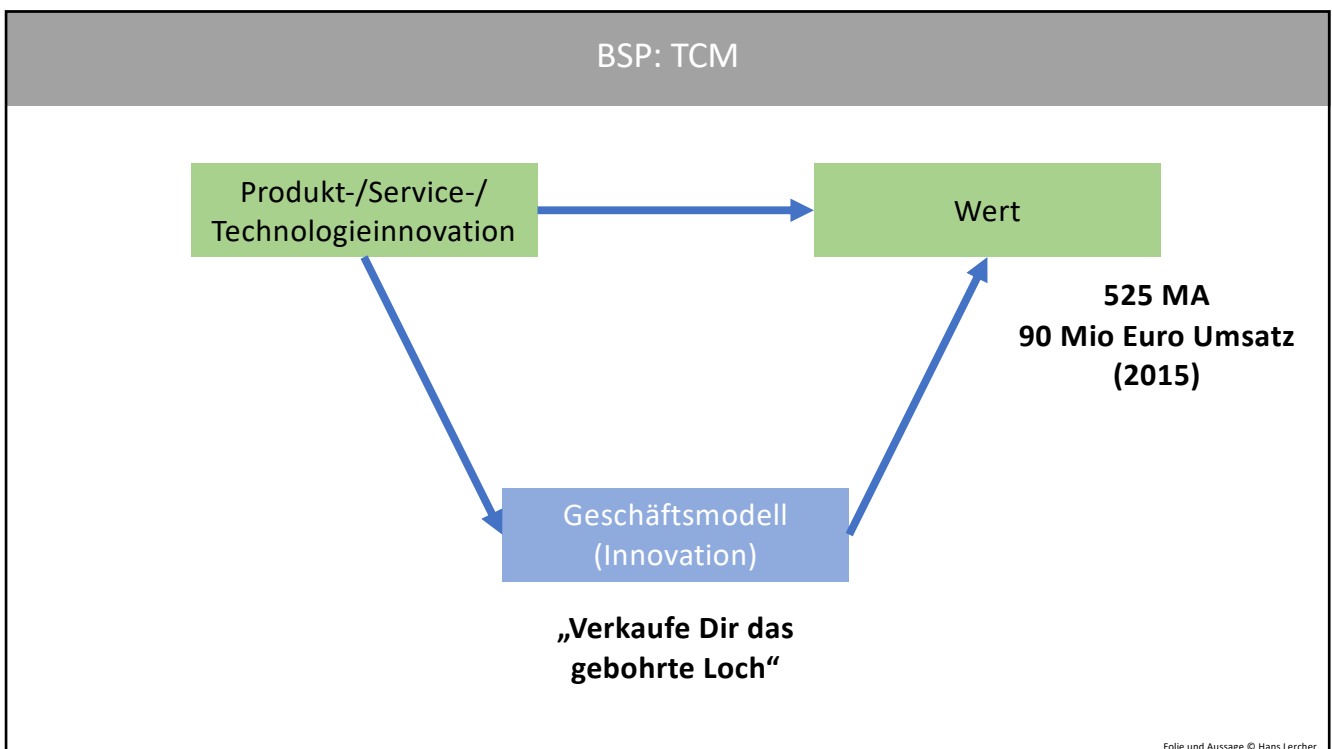 BSP: TCM
Produkt-/Service-/
Technologieinnovation
Wert
525 MA
90 Mio Euro Umsatz
(2015)
Geschäftsmodell
(Innovation)
„Verkaufe Dir das
gebohrte Loch“
Folie und Aussage © Hans Lercher